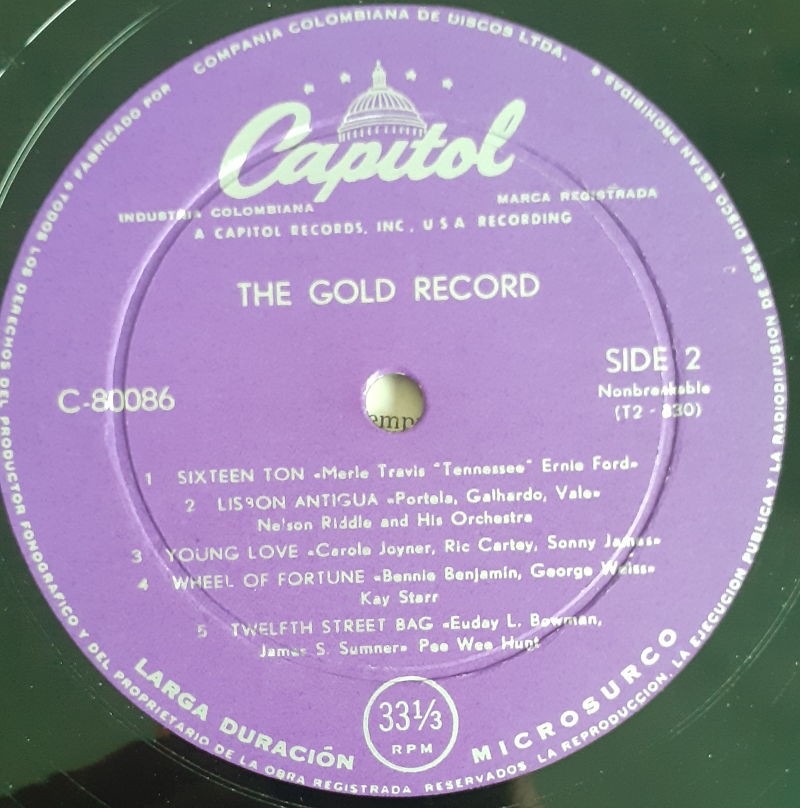 FABRICADO POR COMPAÑIA COLOMBIANA DE DISCOS LTDA.
TODOS LOS DERECHOS DEL PRODUCTOR FONOGRAFICO Y DEL PROPRIETARIO DE LA OBRA REGISTRADA RESERVADOS. LA REPRODUCCION, LA EJECUCION PUBLICA Y LA RADIODIFUSION DE ESTE DISCO ESTAN PROHIBIDAS
Capitol
INDUSTRIA COLOMBIANA
MARCA REGISTRADA
A CAPITOL RECORDS, INC, U S A RECORDING
THE GOLD RECORD
SIDE 2
C-80086
Nonbreakable
(T2 - 830)
emp
1 SIXTEEN TON «Merle Travis "Tennessee" Ernie Ford»
2 LISBON ANTIGUA «Portela, Galhardo, Vale»
Nelson Riddle and His Orchestra
3 YOUNG LOVE «Carole Joyner, Ric Cartey, Sonny James»
4 WHEEL OF FORTUNE «Bennie Benjamin, George Weiss»
Kay Starr
5 TWELFTH STREET BAG «Euday L. Bowman,
James S. Sumner» Pee Wee Hunt
LARGA DURACIÓN
33⅓
RPM
MICROSURCO